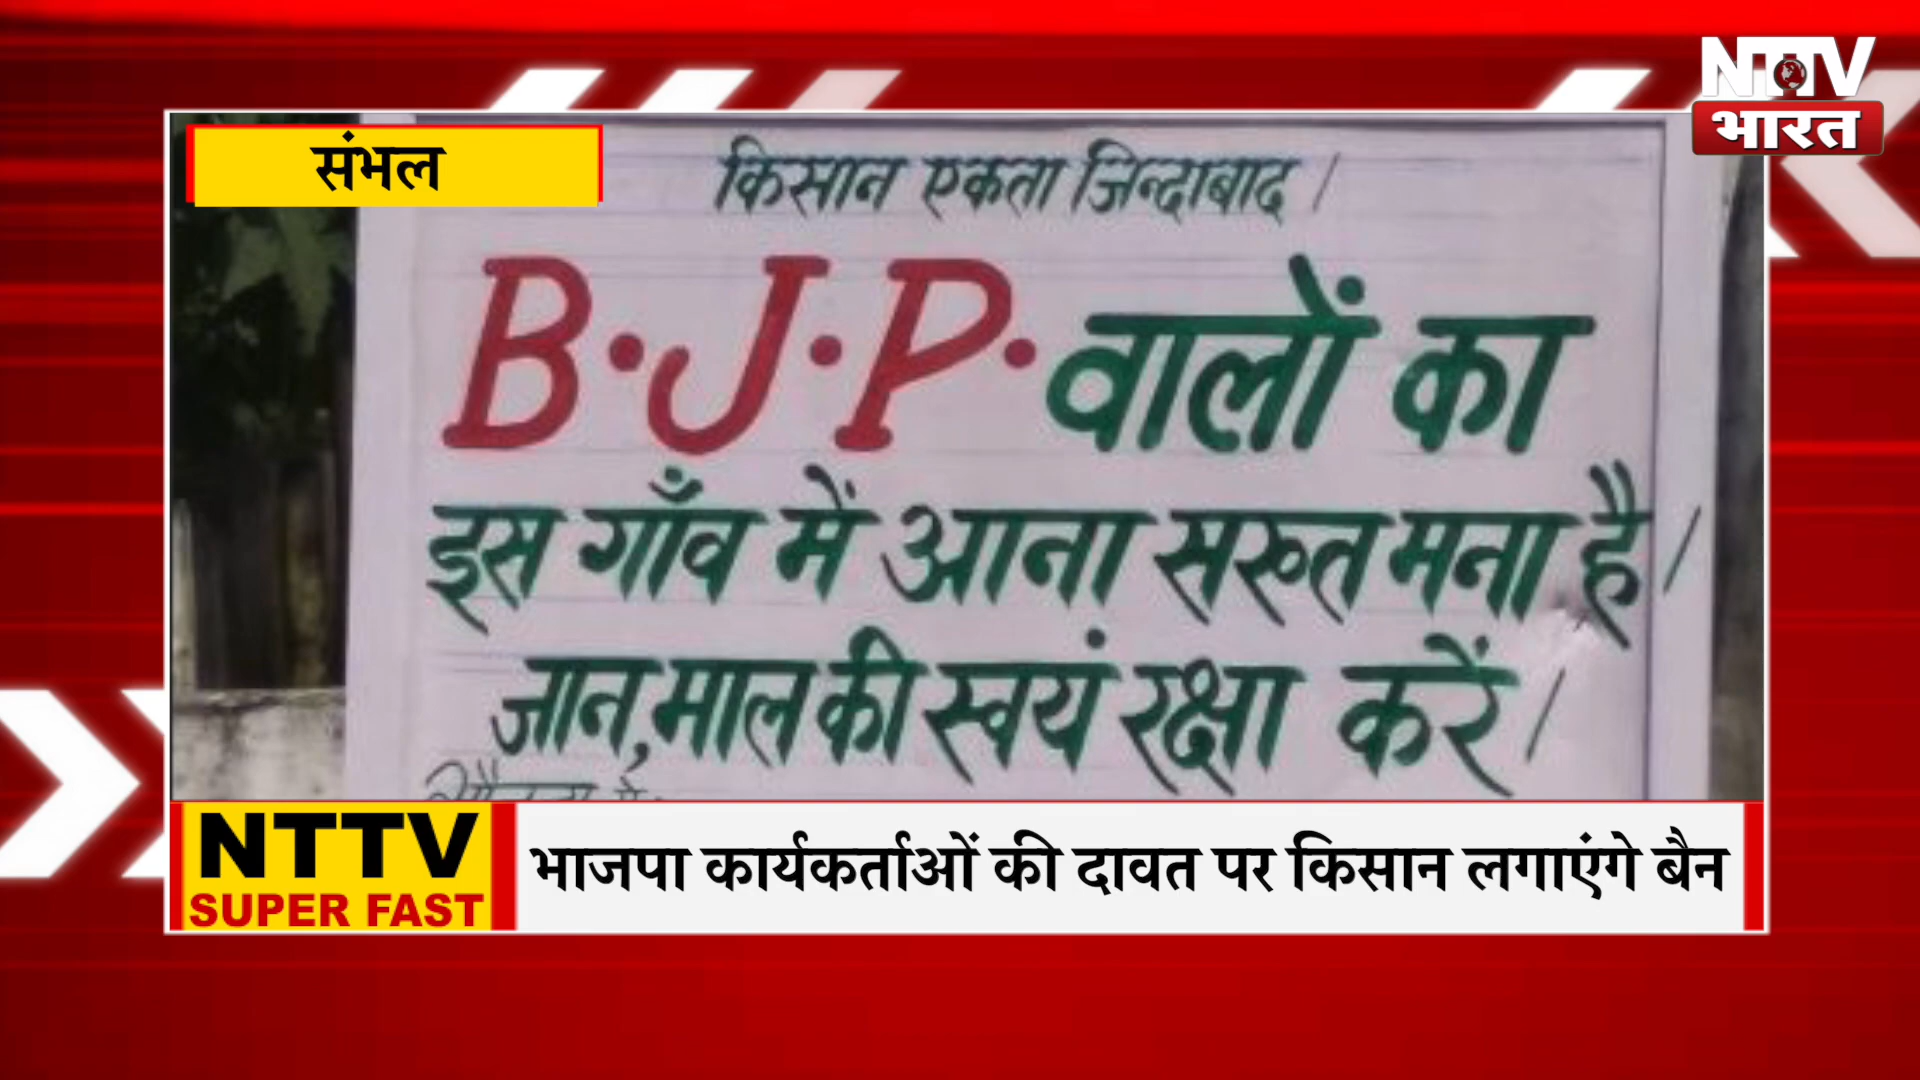 NTTV
भारत
संभल
किसान एकता जिन्दाबाद /
B.J.P. वालों का
इस गाँव में आना सख्त मना है /
जान, माल की स्वयं रक्षा करें /
NTTV
SUPER FAST
भाजपा कार्यकर्ताओं की दावत पर किसान लगाएंगे बैन